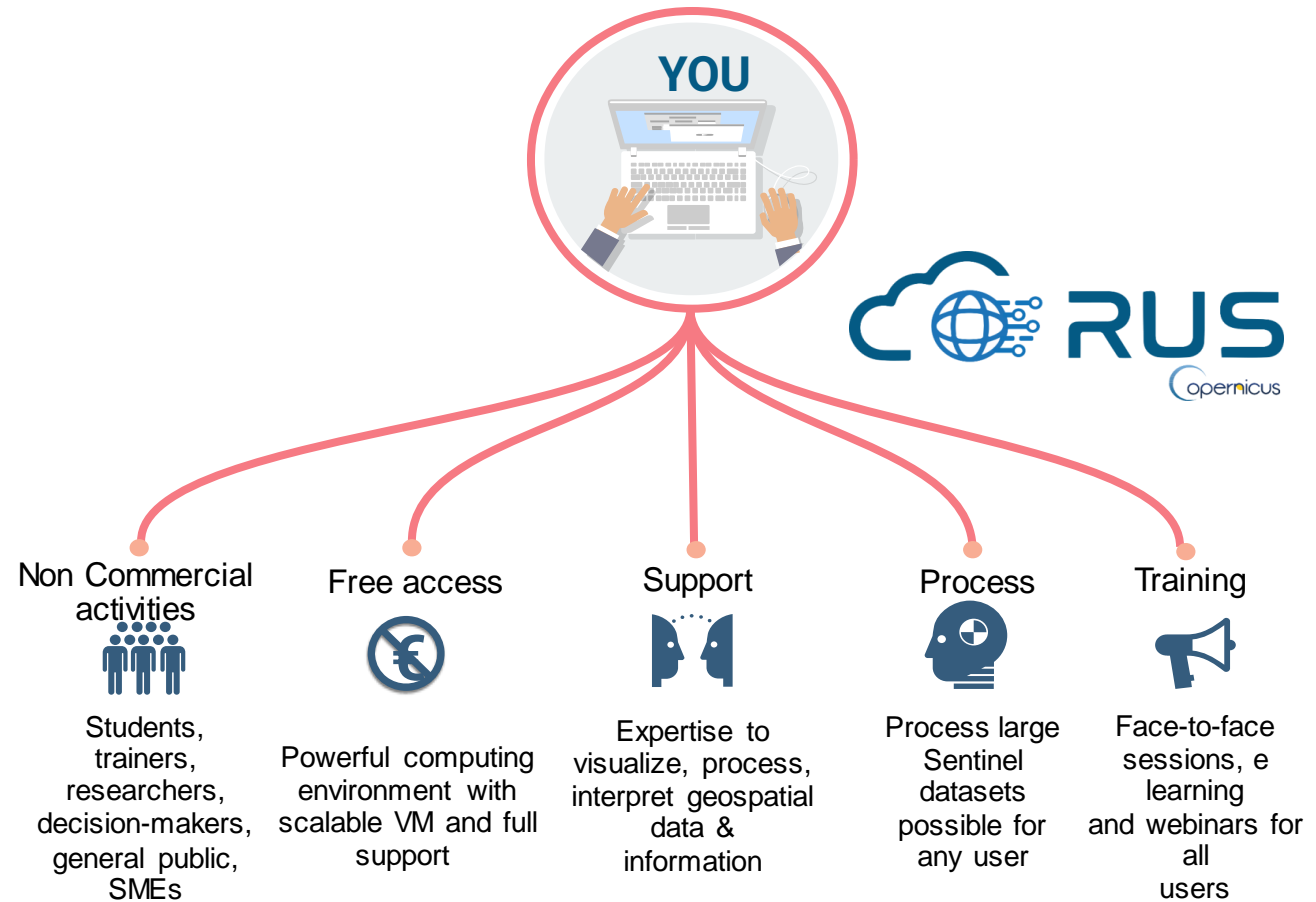 YOU
RUS
Copernicus
Non Commercial
activities
Students,
trainers,
researchers,
decision-makers,
general public,
SMEs
Free access
€
Powerful computing
environment with
scalable VM and full
support
Support
Expertise to
visualize, process,
interpret geospatial
data &
information
Process
Process large
Sentinel
datasets
possible for
any user
Training
Face-to-face
sessions, e
learning
and webinars for
all
users